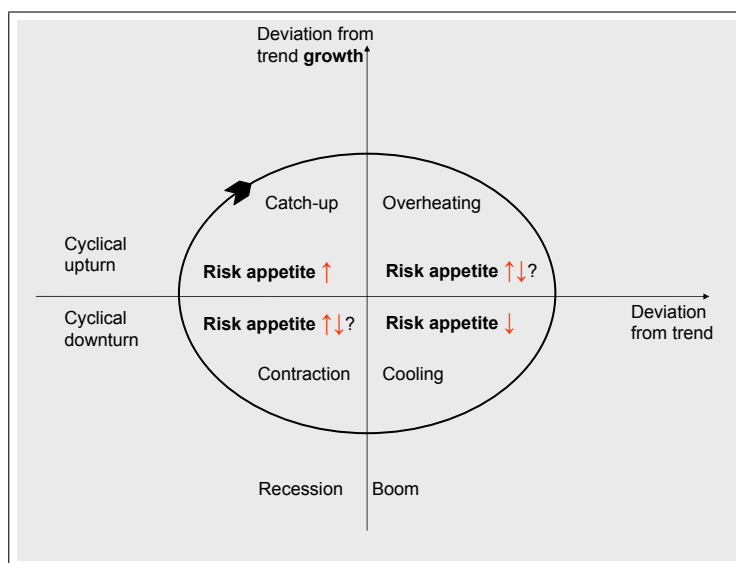 Deviation from
trend growth
Catch-up
Overheating
Cyclical
upturn
Risk appetite ↑
Risk appetite ↑↓?
Cyclical
downturn
Risk appetite ↑↓?
Risk appetite ↓
Deviation
from trend
Contraction
Cooling
Recession
Boom